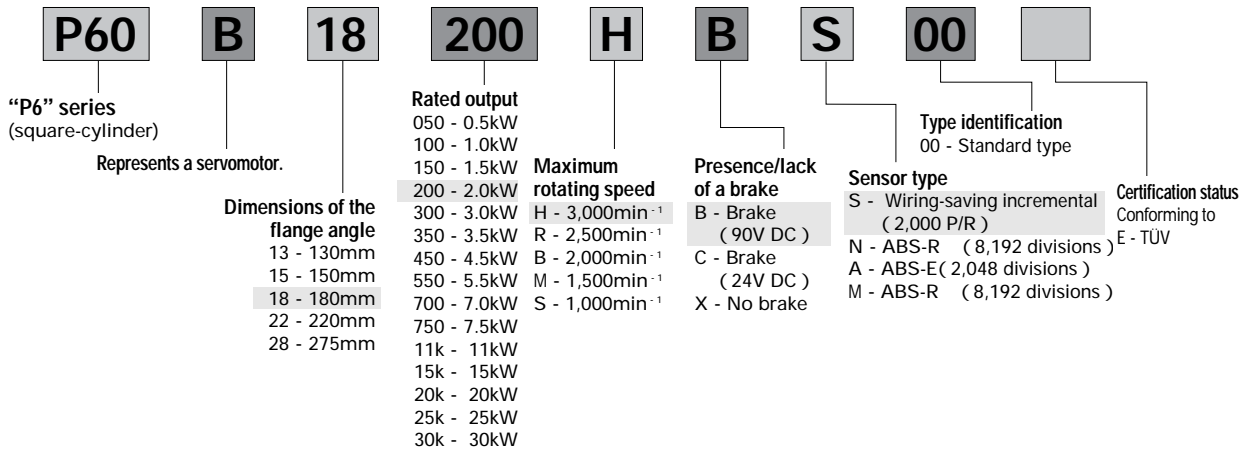 P60 B 18 200 H B S 00
“P6” series
(square-cylinder)
Represents a servomotor.
Dimensions of the
flange angle
13 - 130mm
15 - 150mm
18 - 180mm
22 - 220mm
28 - 275mm
Rated output
050 - 0.5kW
100 - 1.0kW
150 - 1.5kW
200 - 2.0kW
300 - 3.0kW
350 - 3.5kW
450 - 4.5kW
550 - 5.5kW
700 - 7.0kW
750 - 7.5kW
11k - 11kW
15k - 15kW
20k - 20kW
25k - 25kW
30k - 30kW
Maximum
rotating speed
H - 3,000min⁻¹
R - 2,500min⁻¹
B - 2,000min⁻¹
M - 1,500min⁻¹
S - 1,000min⁻¹
Presence/lack
of a brake
B - Brake
( 90V DC )
C - Brake
( 24V DC )
X - No brake
Sensor type
S - Wiring-saving incremental
( 2,000 P/R )
N - ABS-R ( 8,192 divisions )
A - ABS-E( 2,048 divisions )
M - ABS-R ( 8,192 divisions )
Type identification
00 - Standard type
Certification status
Conforming to
E - TÜV